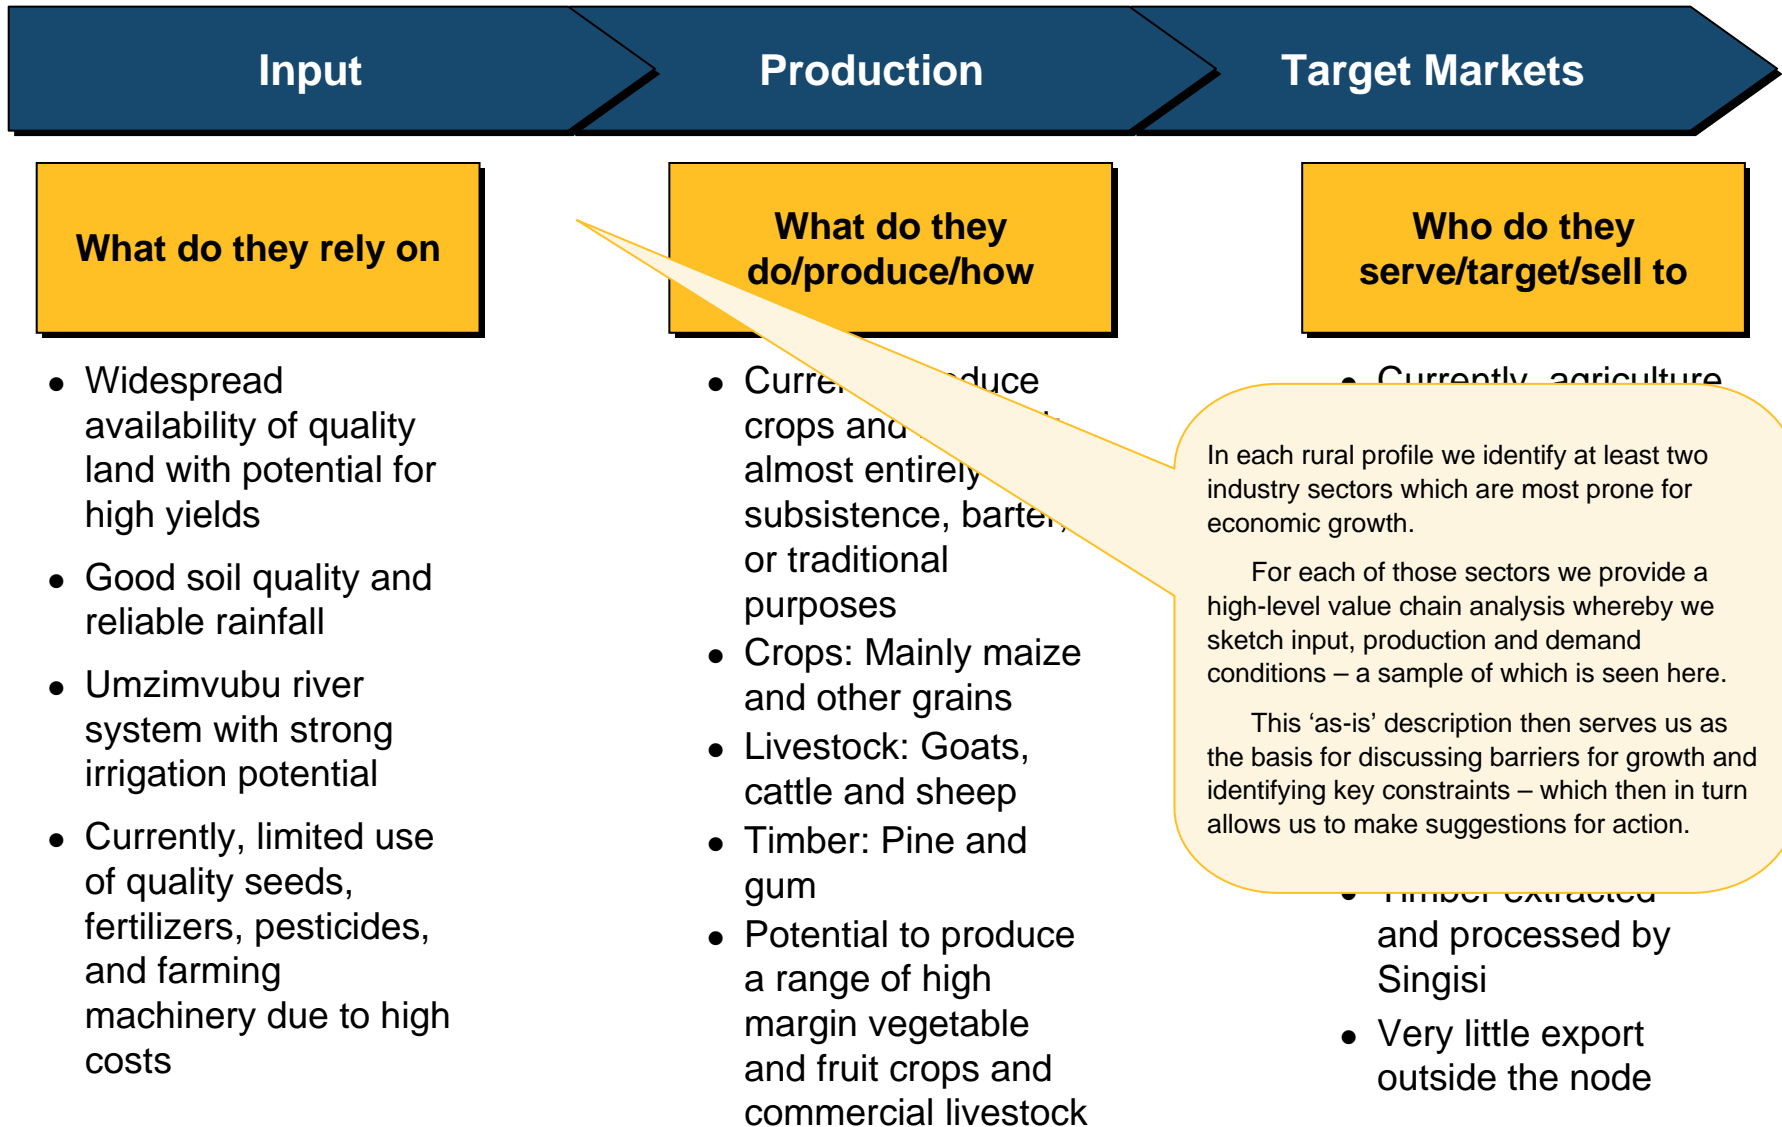 Input
Production
Target Markets
What do they rely on
What do they
do/produce/how
Who do they
serve/target/sell to
● Widespread
availability of quality
land with potential for
high yields
● Good soil quality and
reliable rainfall
● Umzimvubu river
system with strong
irrigation potential
● Currently, limited use
of quality seeds,
fertilizers, pesticides,
and farming
machinery due to high
costs
● duce
crops and
almost entirely
subsistence, barter,
or traditional
purposes
● Crops: Mainly maize
and other grains
● Livestock: Goats,
cattle and sheep
● Timber: Pine and
gum
● Potential to produce
a range of high
margin vegetable
and fruit crops and
commercial livestock
● Currently, agriculture
In each rural profile we identify at least two
industry sectors which are most prone for
economic growth.
For each of those sectors we provide a
high-level value chain analysis whereby we
sketch input, production and demand
conditions – a sample of which is seen here.
This ‘as-is’ description then serves us as
the basis for discussing barriers for growth and
identifying key constraints – which then in turn
allows us to make suggestions for action.
● Timber extracted
and processed by
Singisi
● Very little export
outside the node